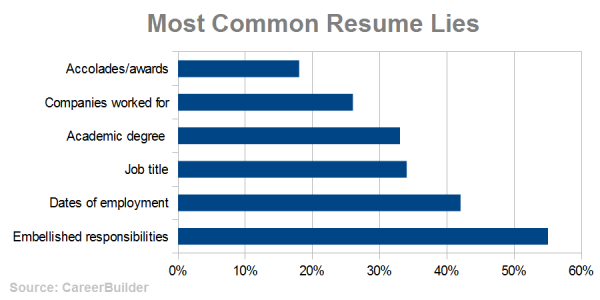 Most Common Resume Lies
Accolades/awards
Companies worked for
Academic degree
Job title
Dates of employment
Embellished responsibilities
0% 10% 20% 30% 40% 50% 60%
Source: CareerBuilder